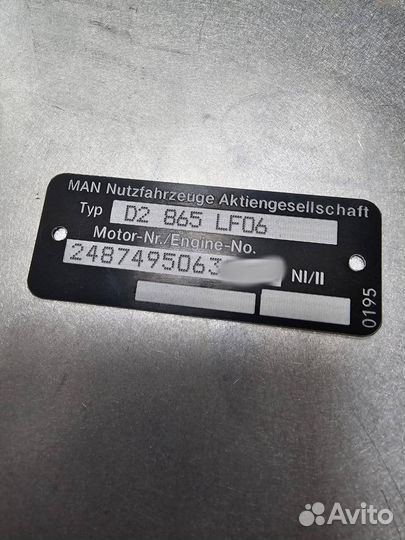 MAN Nutzfahrzeuge Aktiengesellschaft
Typ D2 865 LF06
Motor-Nr./Engine-No.
2487495063 NI/II
0195
Avito